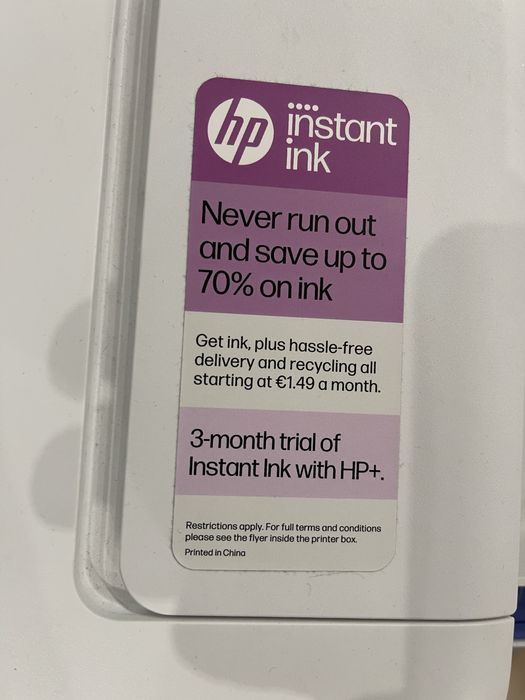 hp instant
ink
Never run out
and save up to
70% on ink
Get ink, plus hassle-free
delivery and recycling all
starting at €1.49 a month.
3-month trial of
Instant Ink with HP+.
Restrictions apply. For full terms and conditions
please see the flyer inside the printer box.
Printed in China